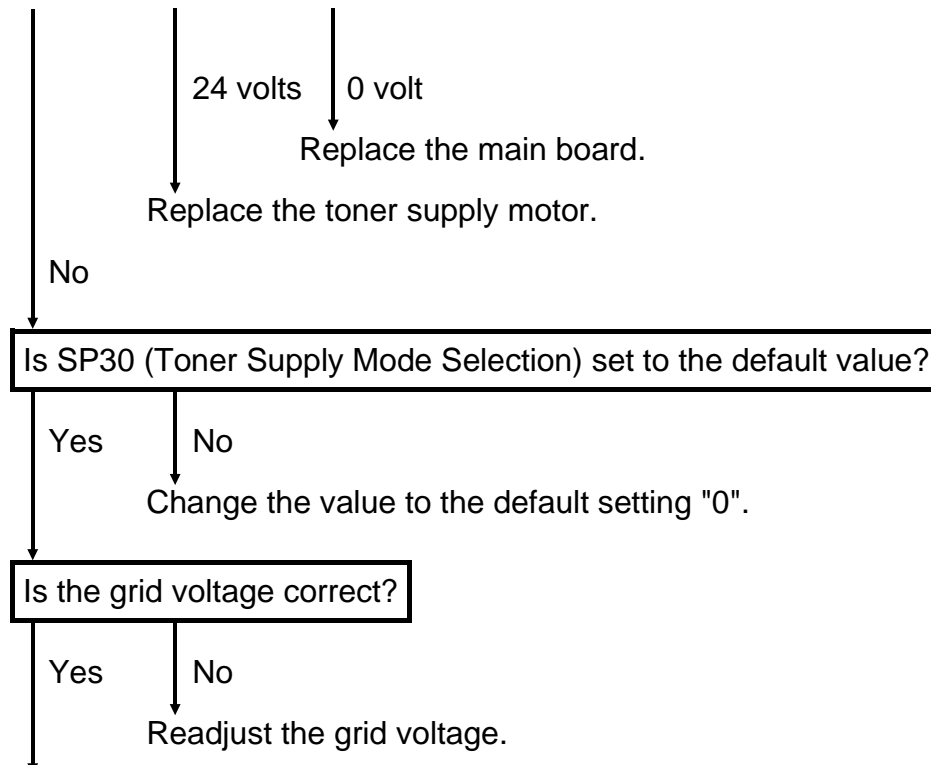 24 volts 0 volt
Replace the main board.
Replace the toner supply motor.
No
Is SP30 (Toner Supply Mode Selection) set to the default value?
Yes No
Change the value to the default setting "0".
Is the grid voltage correct?
Yes No
Readjust the grid voltage.